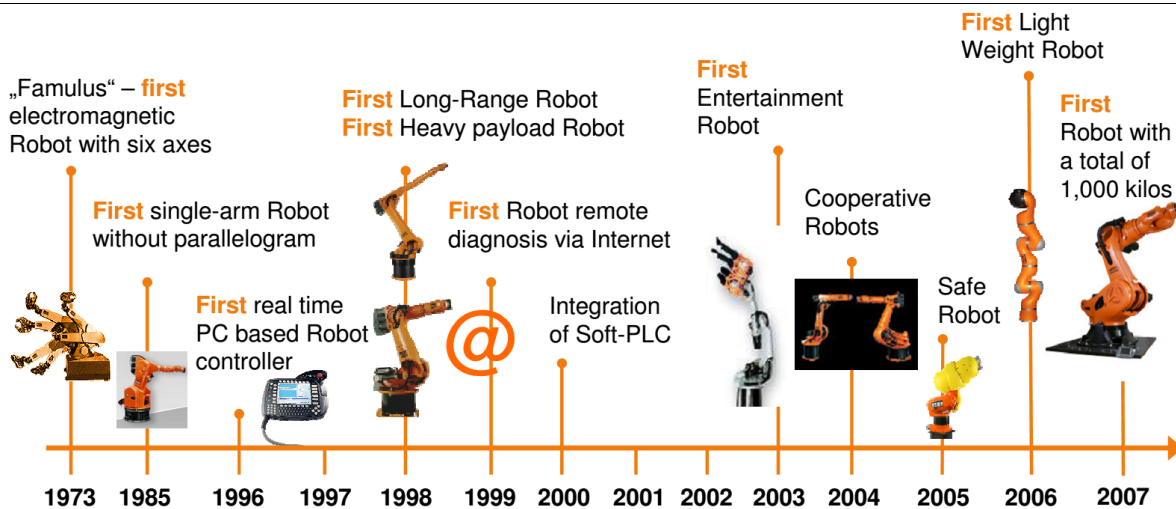 „Famulus“ – first
electromagnetic
Robot with six axes
First single-arm Robot
without parallelogram
First real time
PC based Robot
controller
First Long-Range Robot
First Heavy payload Robot
First Robot remote
diagnosis via Internet
@
Integration
of Soft-PLC
First
Entertainment
Robot
Cooperative
Robots
Safe
Robot
First Light
Weight Robot
First
Robot with
a total of
1,000 kilos
1973 1985 1996 1997 1998 1999 2000 2001 2002 2003 2004 2005 2006 2007